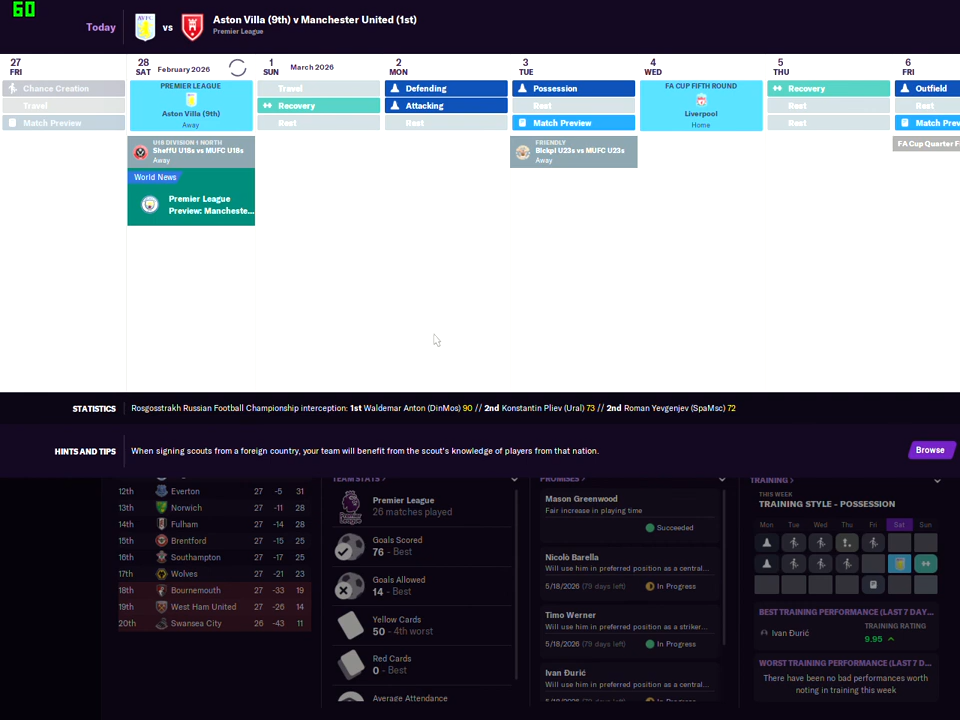 60
Today
vs
Aston Villa (9th) v Manchester United (1st)
Premier League
27
FRI
28
SAT
February 2026
1
SUN
March 2026
2
MON
3
TUE
4
WED
5
THU
6
FRI
Chance Creation
Travel
Match Preview
PREMIER LEAGUE
Aston Villa (9th)
Away
Travel
Recovery
Rest
Defending
Attacking
Rest
Possession
Rest
Match Preview
FA CUP FIFTH ROUND
Liverpool
Home
Recovery
Rest
Rest
Outfield
Rest
Match Prev
U18 DIVISION 1 NORTH
SheffU U18s vs MUFC U18s
Away
FRIENDLY
Blckpl U23s vs MUFC U23s
Away
FA Cup Quarter F
World News
Premier League
Preview: Mancheste...
STATISTICS
Rosgosstrakh Russian Football Championship interception: 1st Waldemar Anton (DinMos) 90 // 2nd Konstantin Pliev (Ural) 73 // 2nd Roman Yevgenjev (SpaMsc) 72
HINTS AND TIPS
When signing scouts from a foreign country, your team will benefit from the scout's knowledge of players from that nation.
Browse
12th Everton 27 -5 31
13th Norwich 27 -11 28
14th Fulham 27 -14 28
15th Brentford 27 -15 25
16th Southampton 27 -17 25
17th Wolves 27 -21 23
18th Bournemouth 27 -33 19
19th West Ham United 27 -26 14
20th Swansea City 26 -43 11
TEAM STATS
Premier League
26 matches played
Goals Scored
76 - Best
Goals Allowed
14 - Best
Yellow Cards
50 - 4th worst
Red Cards
0 - Best
Average Attendance
PROMISES
Mason Greenwood
Fair increase in playing time
Succeeded
Nicolò Barella
Will use him in preferred position as a central...
5/18/2026 (79 days left) In Progress
Timo Werner
Will use him in preferred position as a striker...
5/18/2026 (79 days left) In Progress
Ivan Đurić
Will use him in preferred position as a central...
5/18/2026 (79 days left) In Progress
TRAINING >
THIS WEEK
TRAINING STYLE - POSSESSION
Mon Tue Wed Thu Fri Sat Sun
BEST TRAINING PERFORMANCE (LAST 7 DAY...
Ivan Đurić
TRAINING RATING
9.95
WORST TRAINING PERFORMANCE (LAST 7 D...
There have been no bad performances worth
noting in training this week